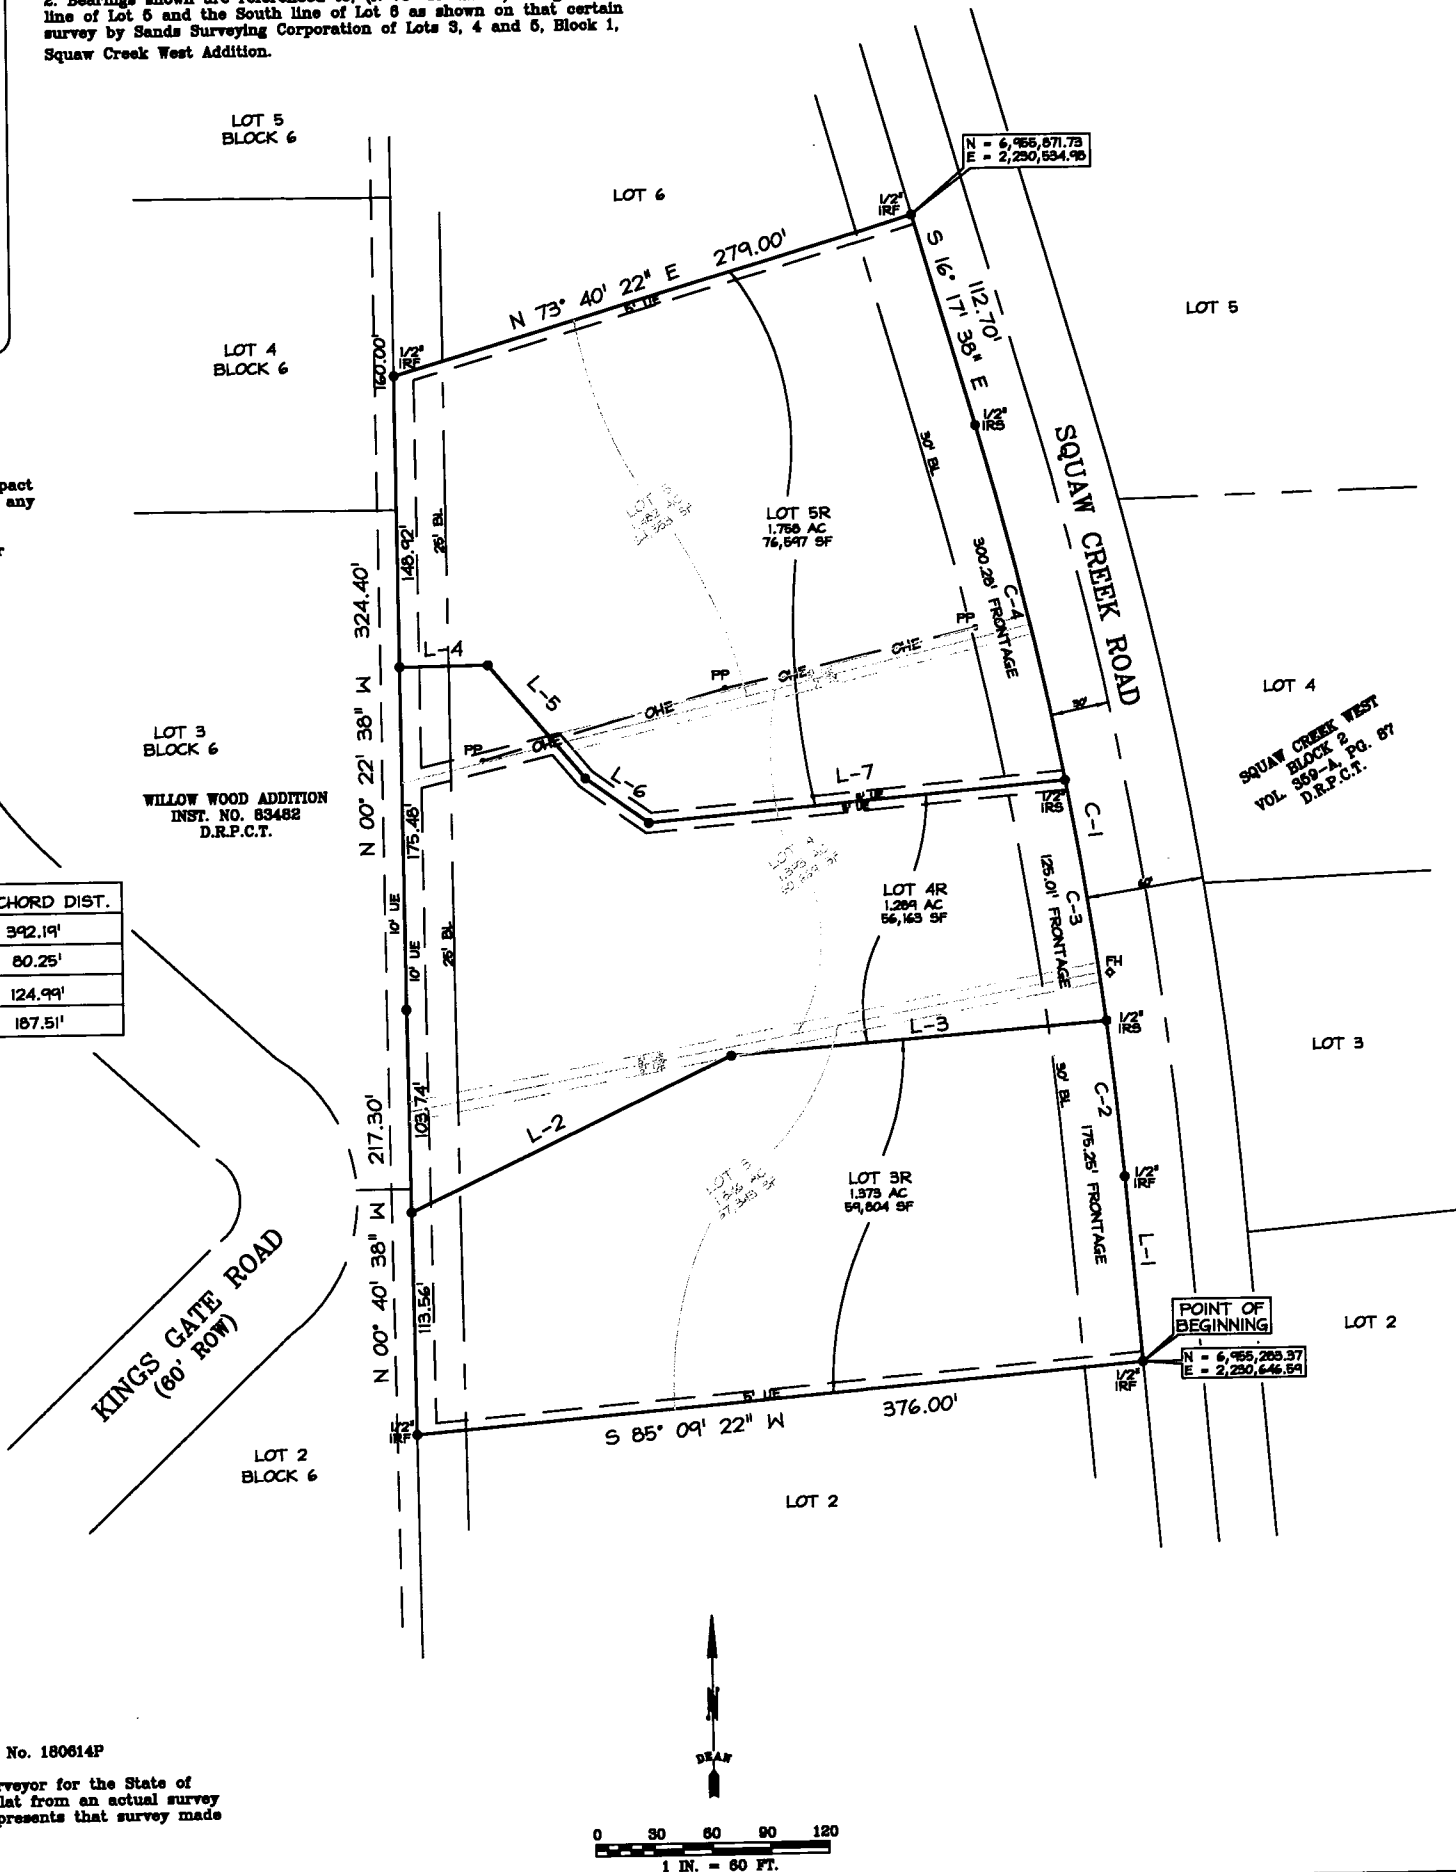 line of Lot 5 and the South line of Lot 6 as shown on that certain
survey by Sands Surveying Corporation of Lots 3, 4 and 5, Block 1,
Squaw Creek West Addition.
LOT 5
BLOCK 6
N = 6,955,871.73
E = 2,230,534.98
LOT 6
1/2"
IRF
N 73° 40' 22" E 279.00'
5' UE
S 16° 17' 38" E
112.70'
LOT 5
LOT 4
BLOCK 6
160.00'
1/2"
IRF
1/2"
IRS
30' BL
SQUAW CREEK ROAD
pact
any
LOT 5R
1.758 AC
76,597 SF
148.92'
25' BL
N 00° 22' 38" W 324.40'
300.28' FRONTAGE
C-4
PP
L-4
L-5
PP
OHE
OHE
OHE
30'
LOT 4
SQUAW CREEK WEST
BLOCK 2
VOL 359-A, PG. 87
D.R.P.C.T.
LOT 3
BLOCK 6
PP
OHE
L-6
L-7
5' UE
5' UE
1/2"
IRS
C-1
WILLOW WOOD ADDITION
INST. NO. 83482
D.R.P.C.T.
175.48'
LOT 4R
1.289 AC
56,163 SF
125.01' FRONTAGE
C-3
60'
CHORD DIST.
392.19'
80.25'
124.99'
187.51'
10' UE
10' UE
25' BL
FH
1/2"
IRS
L-3
LOT 3
217.30'
103.74'
L-2
30' BL
C-2
175.25' FRONTAGE
1/2"
IRF
LOT 3R
1.373 AC
59,804 SF
L-1
N 00° 40' 38" W
113.56'
KINGS GATE ROAD
(60' ROW)
POINT OF
BEGINNING
LOT 2
N = 6,955,283.37
E = 2,230,646.59
1/2"
IRF
5' UE
S 85° 09' 22" W 376.00'
1/2"
IRF
LOT 2
BLOCK 6
LOT 2
N
DEAN
No. 180614P
rveyor for the State of
lat from an actual survey
presents that survey made
0 30 60 90 120
1 IN. = 60 FT.